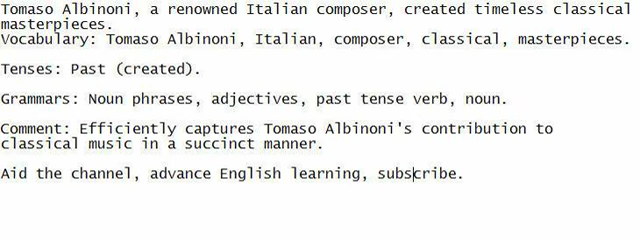 Tomaso Albinoni, a renowned Italian composer, created timeless classical
masterpieces.
Vocabulary: Tomaso Albinoni, Italian, composer, classical, masterpieces.
Tenses: Past (created).
Grammars: Noun phrases, adjectives, past tense verb, noun.
Comment: Efficiently captures Tomaso Albinoni's contribution to
classical music in a succinct manner.
Aid the channel, advance English learning, subscribe.